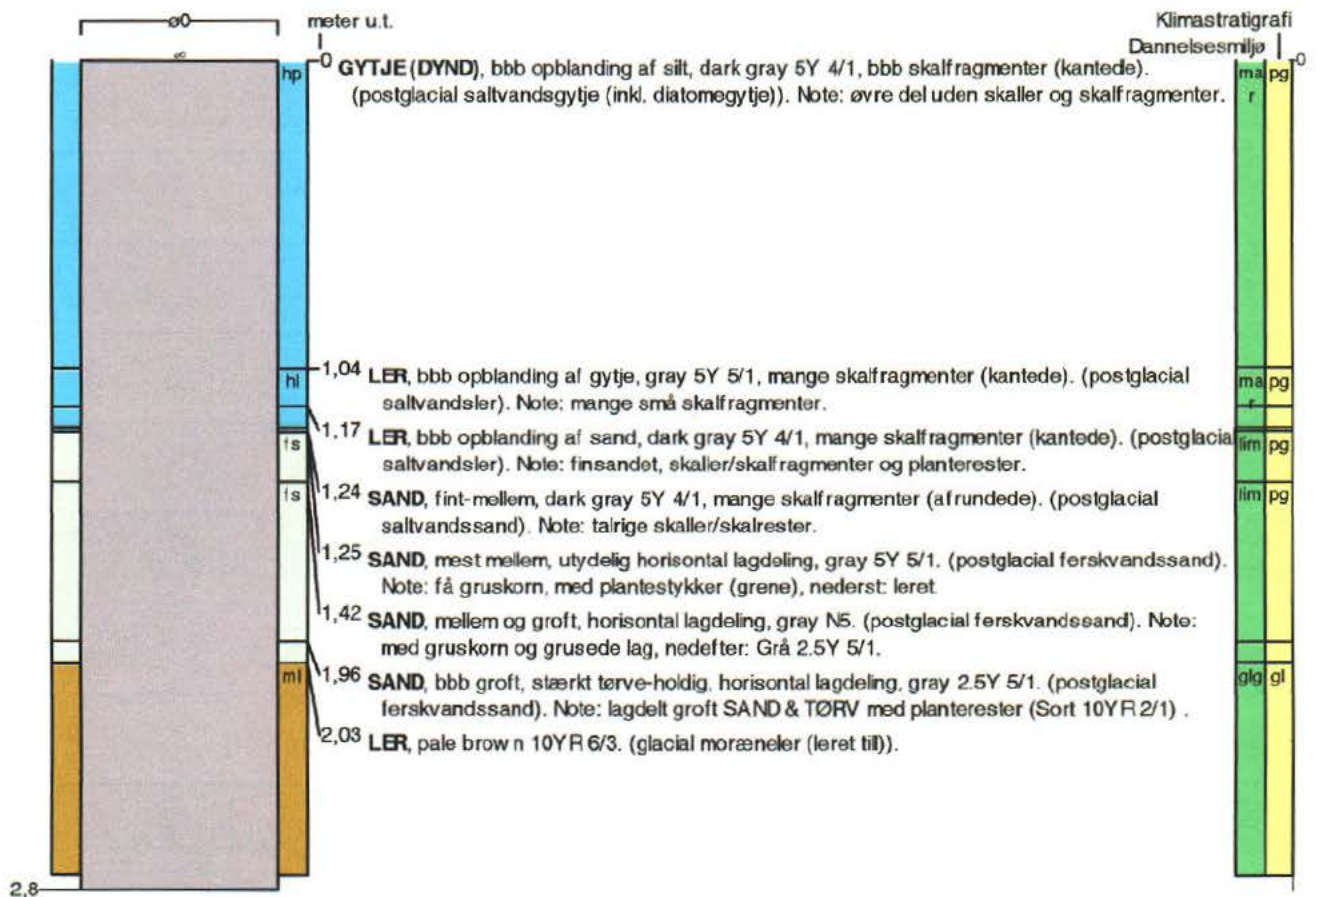 ø0
meter u.t.
Klimastratigrafi
Dannelsesmiljø
0
0
hp
GYTJE (DYND), bbb opblanding af silt, dark gray 5Y 4/1, bbb skalfragmenter (kantede).
(postglacial saltvandsgytje (inkl. diatomegytje)). Note: øvre del uden skaller og skalfragmenter.
ma pg
r
1,04
hl
LER, bbb opblanding af gytje, gray 5Y 5/1, mange skalfragmenter (kantede). (postglacial
saltvandsler). Note: mange små skalfragmenter.
ma pg
r
1,17
LER, bbb opblanding af sand, dark gray 5Y 4/1, mange skalfragmenter (kantede). (postglacial
saltvandsler). Note: finsandet, skaller/skalfragmenter og planterester.
fs
lim pg
1,24
SAND, fint-mellem, dark gray 5Y 4/1, mange skalfragmenter (afrundede). (postglacial
saltvandssand). Note: talrige skaller/skalrester.
fs
lim pg
1,25
SAND, mest mellem, utydelig horisontal lagdeling, gray 5Y 5/1. (postglacial ferskvandssand).
Note: få gruskorn, med plantestykker (grene), nederst: leret
1,42
SAND, mellem og groft, horisontal lagdeling, gray N5. (postglacial ferskvandssand). Note:
med gruskorn og grusede lag, nedefter: Grå 2.5Y 5/1.
1,96
SAND, bbb groft, stærkt tørve-holdig, horisontal lagdeling, gray 2.5Y 5/1. (postglacial
ferskvandssand). Note: lagdelt groft SAND & TØRV med planterester (Sort 10YR 2/1) .
ml
glg gl
2,03
LER, pale brown 10YR 6/3. (glacial moræneler (leret till)).
2,8